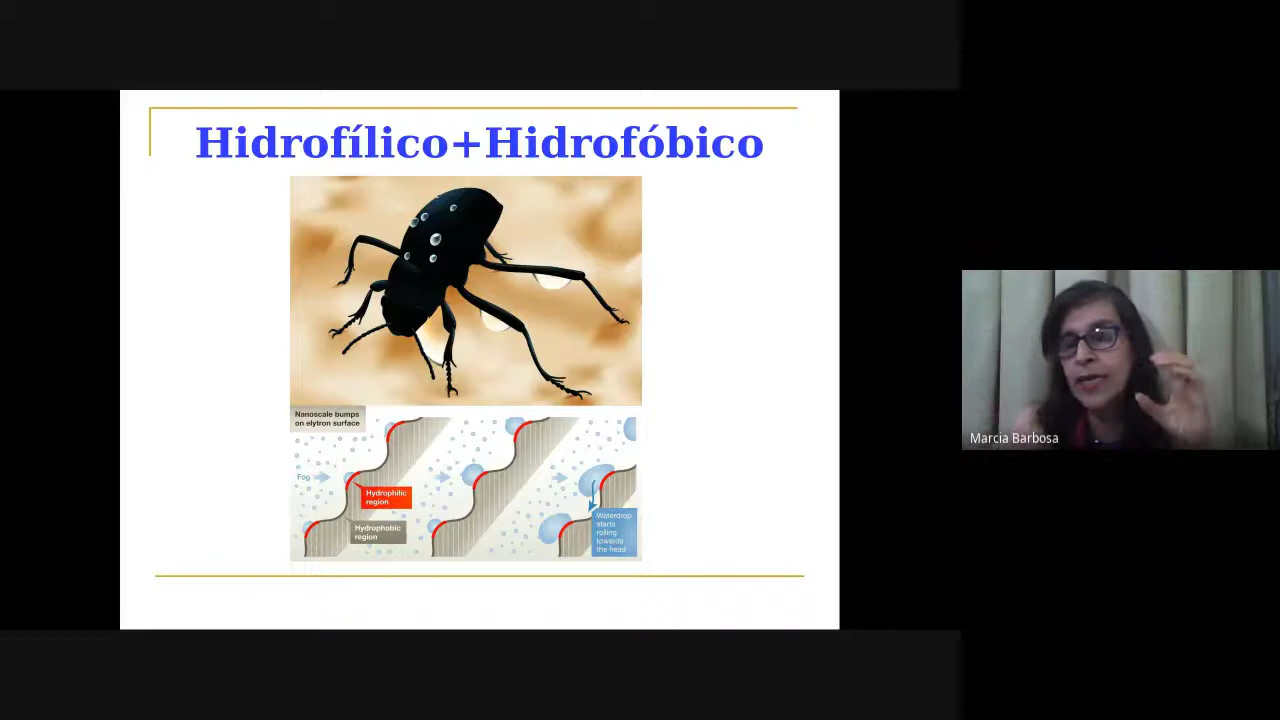 Hidrofílico+Hidrofóbico
Nanoscale bumps
on elytron surface
Fog
Hydrophilic
region
Hydrophobic
region
Waterdrop
starts
rolling
towards
the head
Marcia Barbosa